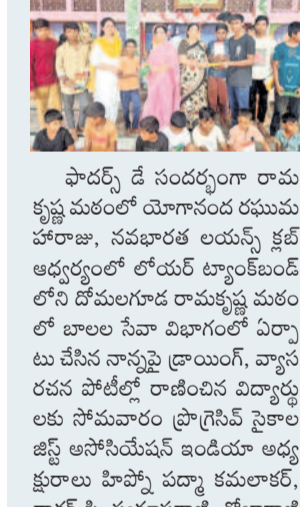 ఫాదర్స్ డే సందర్భంగా రామ
కృష్ణ మఠంలో యోగానంద రఘుమ
హారాజు, నవభారత లయన్స్ క్లబ్
ఆధ్వర్యంలో లోయర్ ట్యాంక్‌బండ్
లోని దోమలగూడ రామకృష్ణ మఠం
లో బాలల సేవా విభాగంలో ఏర్పా
టు చేసిన నాన్నపై డ్రాయింగ్, వ్యాస
రచన పోటీల్లో రాణించిన విద్యార్థు
లకు సోమవారం ప్రొగ్రెసివ్ సైకాల
జిస్ట్ అసోసియేషన్ ఇండియా అధ్య
క్షురాలు హిప్నో పద్మా కమలాకర్,